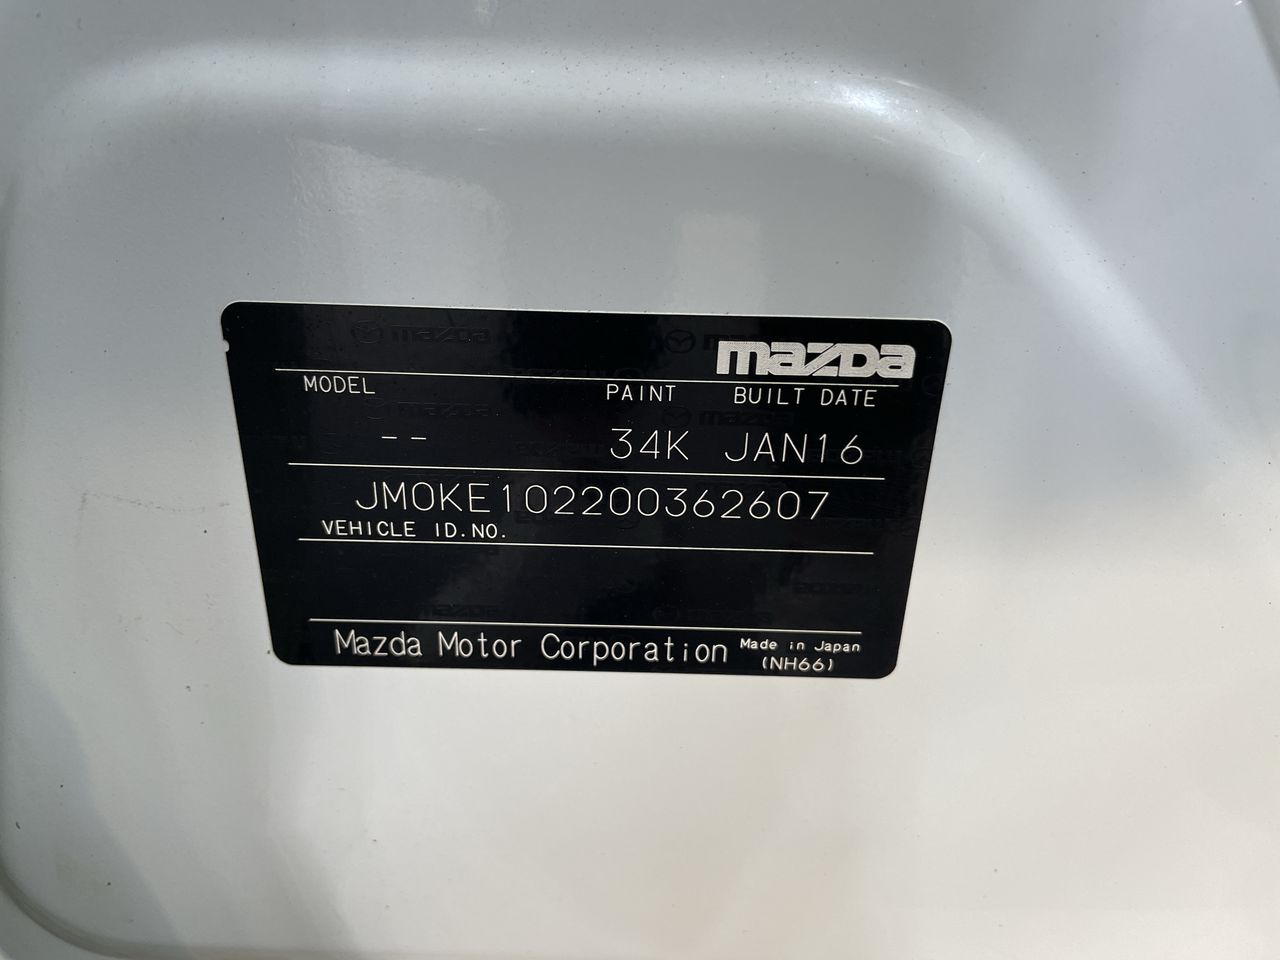 mazda
MODEL PAINT BUILT DATE
-- 34K JAN16
JM0KE102200362607
VEHICLE ID.NO.
Mazda Motor Corporation Made in Japan
(NH66)